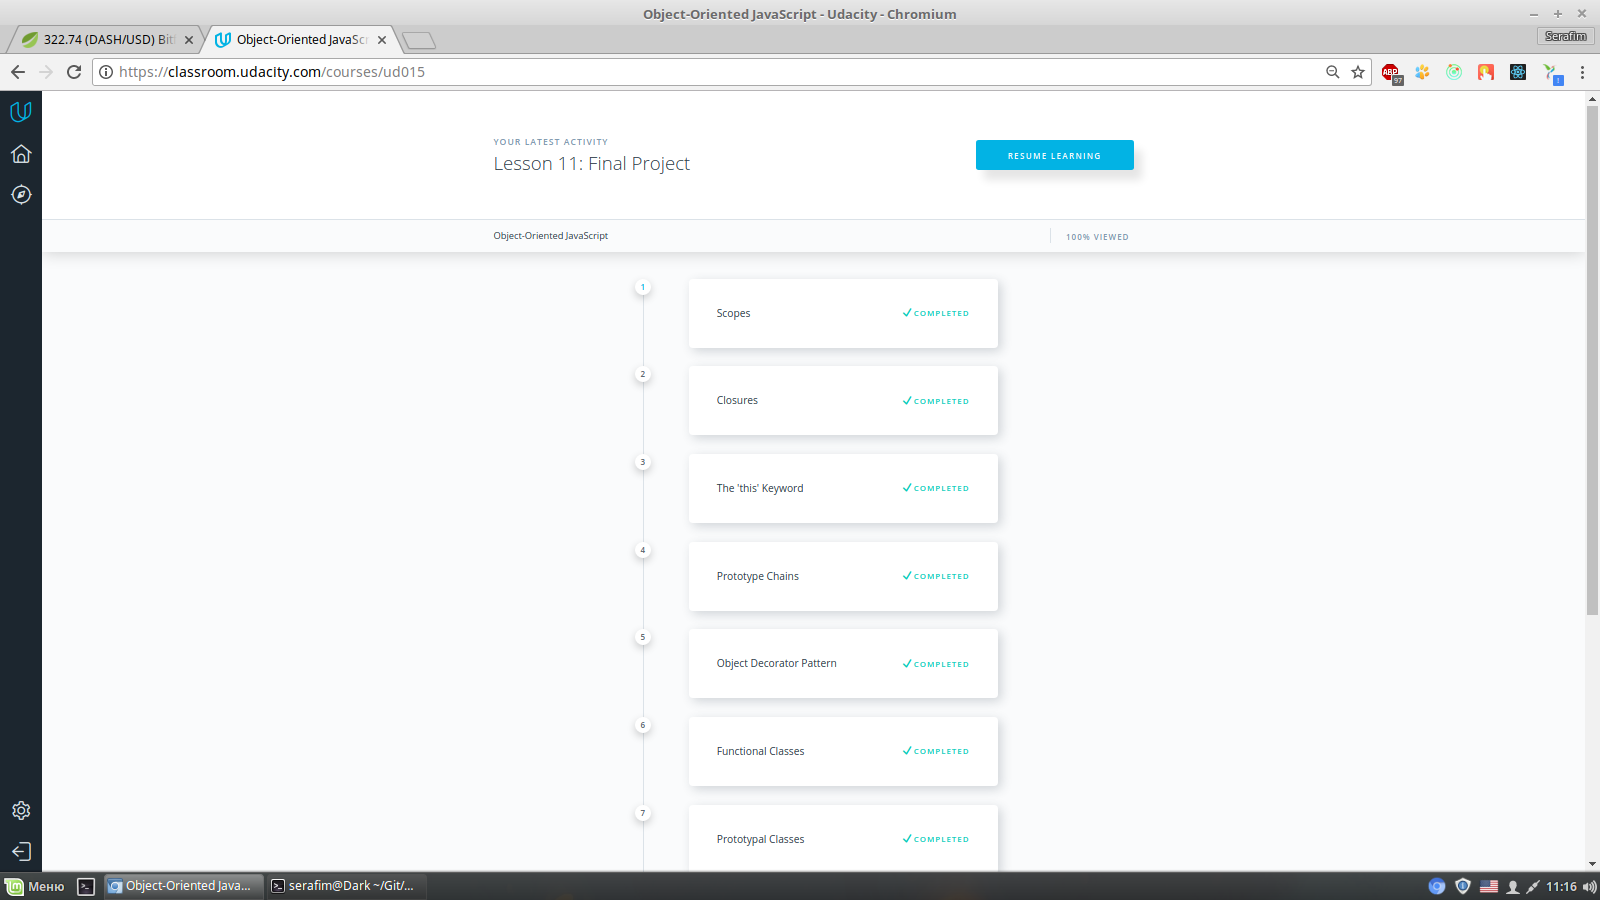 Object-Oriented JavaScript - Udacity - Chromium
322.74 (DASH/USD) Bitf
Object-Oriented JavaScr
Serafim
https://classroom.udacity.com/courses/ud015
ABP
97
YOUR LATEST ACTIVITY
Lesson 11: Final Project
RESUME LEARNING
Object-Oriented JavaScript
100% VIEWED
1
Scopes
COMPLETED
2
Closures
COMPLETED
3
The 'this' Keyword
COMPLETED
4
Prototype Chains
COMPLETED
5
Object Decorator Pattern
COMPLETED
6
Functional Classes
COMPLETED
7
Prototypal Classes
COMPLETED
Меню
Object-Oriented Java...
serafim@Dark ~/Git/...
11:16